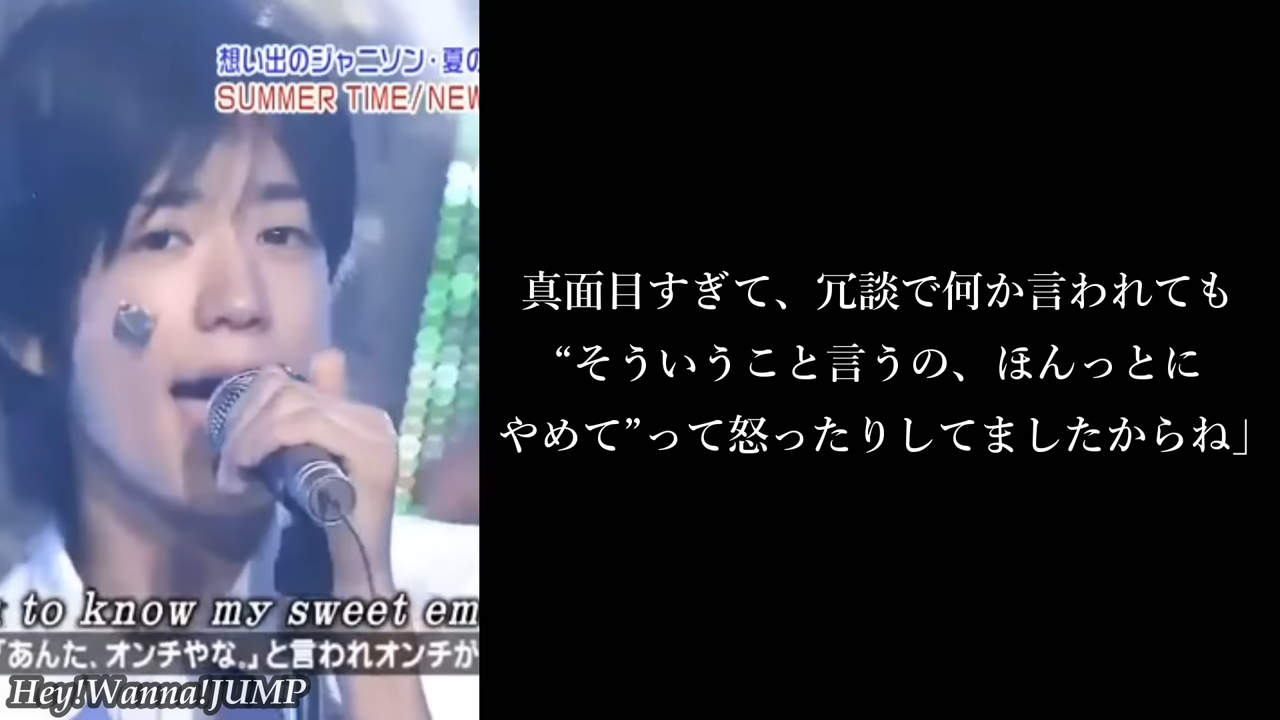 想い出のジャニソン・夏の
SUMMER TIME/NEW
真面目すぎて、冗談で何か言われても
“そういうこと言うの、ほんっとに
やめて”って怒ったりしてましたからね」
to know my sweet em
「あんた、オンチやな。」と言われオンチが
Hey!Wanna!JUMP